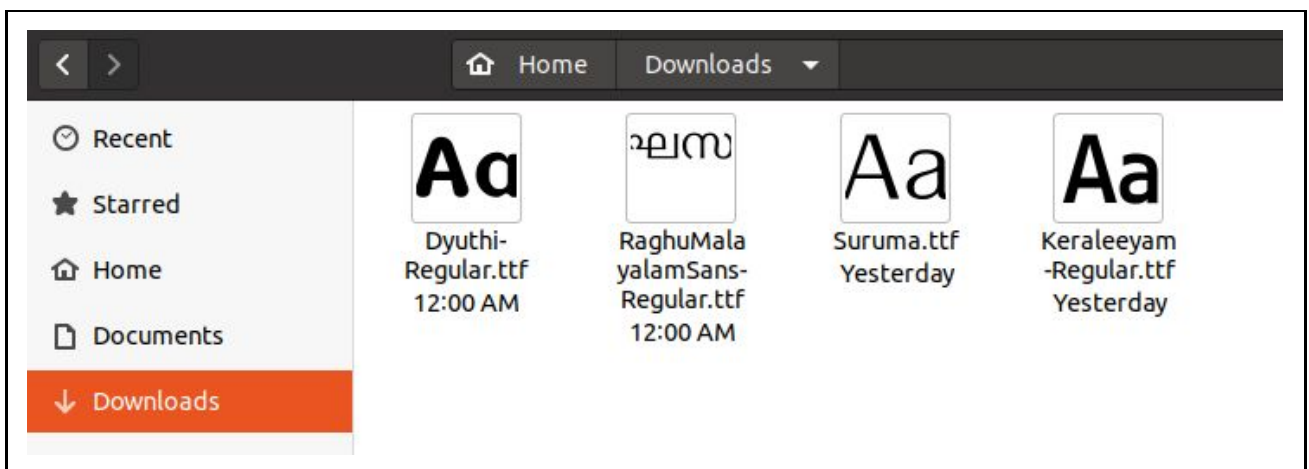 Home Downloads
Recent
Starred
Home
Documents
Downloads
Aa
Dyuthi-
Regular.ttf
12:00 AM
ഘസ
RaghuMala
yalamSans-
Regular.ttf
12:00 AM
Aa
Suruma.ttf
Yesterday
Aa
Keraleeyam
-Regular.ttf
Yesterday